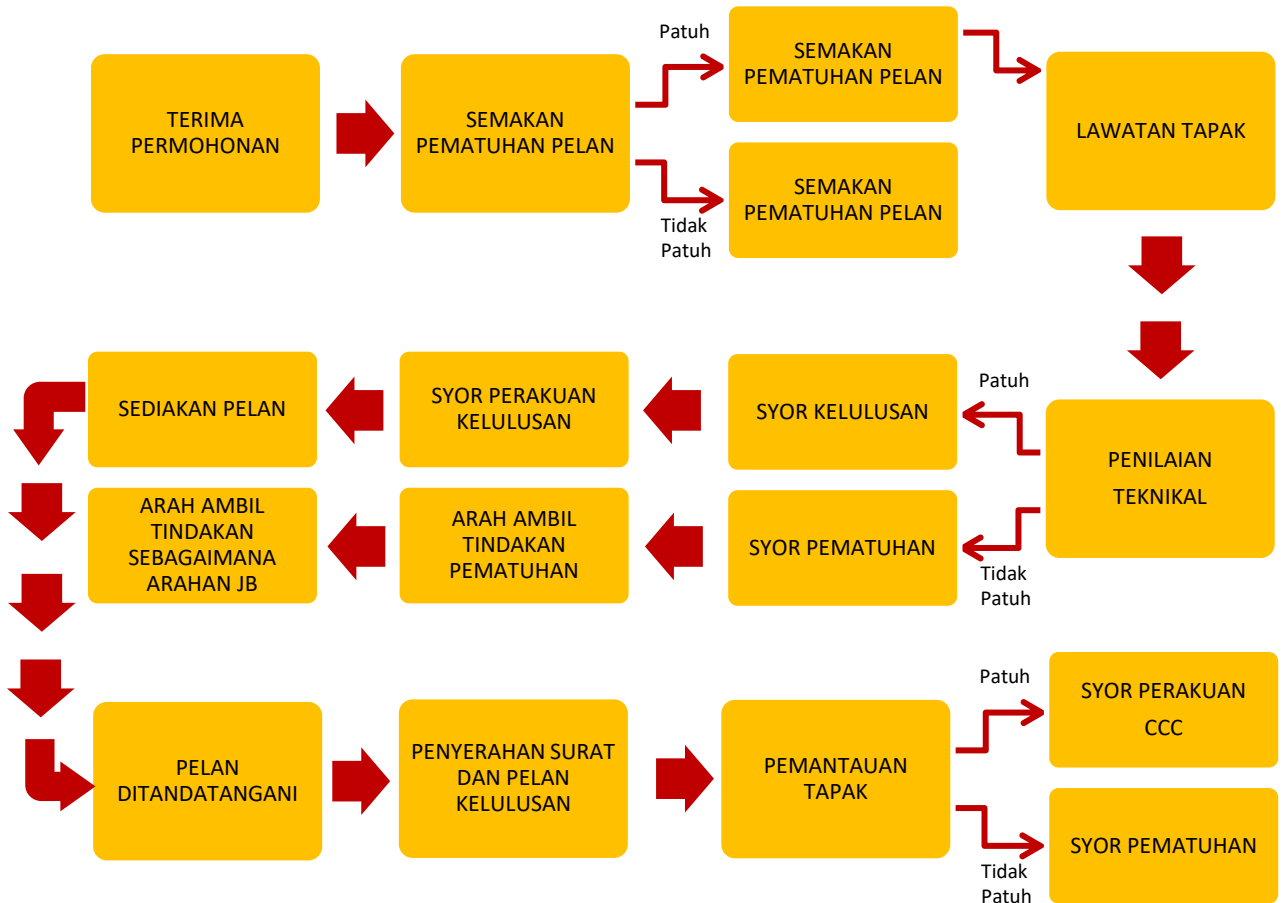 TERIMA
PERMOHONAN
SEMAKAN
PEMATUHAN PELAN
Patuh
SEMAKAN
PEMATUHAN PELAN
Tidak
Patuh
SEMAKAN
PEMATUHAN PELAN
LAWATAN TAPAK
PENILAIAN
TEKNIKAL
Patuh
SYOR KELULUSAN
SYOR PERAKUAN
KELULUSAN
SEDIAKAN PELAN
Tidak
Patuh
SYOR PEMATUHAN
ARAH AMBIL
TINDAKAN
PEMATUHAN
ARAH AMBIL
TINDAKAN
SEBAGAIMANA
ARAHAN JB
PELAN
DITANDATANGANI
PENYERAHAN SURAT
DAN PELAN
KELULUSAN
PEMANTAUAN
TAPAK
Patuh
SYOR PERAKUAN
CCC
Tidak
Patuh
SYOR PEMATUHAN